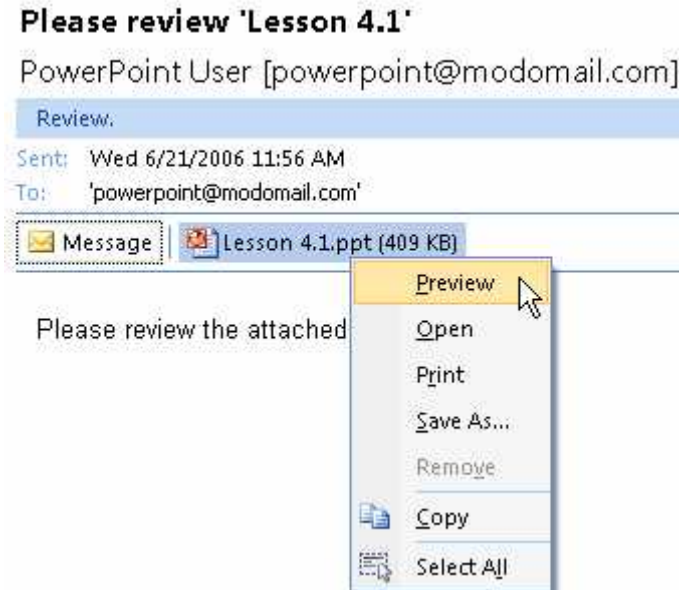 Please review 'Lesson 4.1'
PowerPoint User [powerpoint@modomail.com]
Review.
Sent: Wed 6/21/2006 11:56 AM
To: 'powerpoint@modomail.com'
Message Lesson 4.1.ppt (409 KB)
Preview
Please review the attached
Open
Print
Save As...
Remove
Copy
Select All